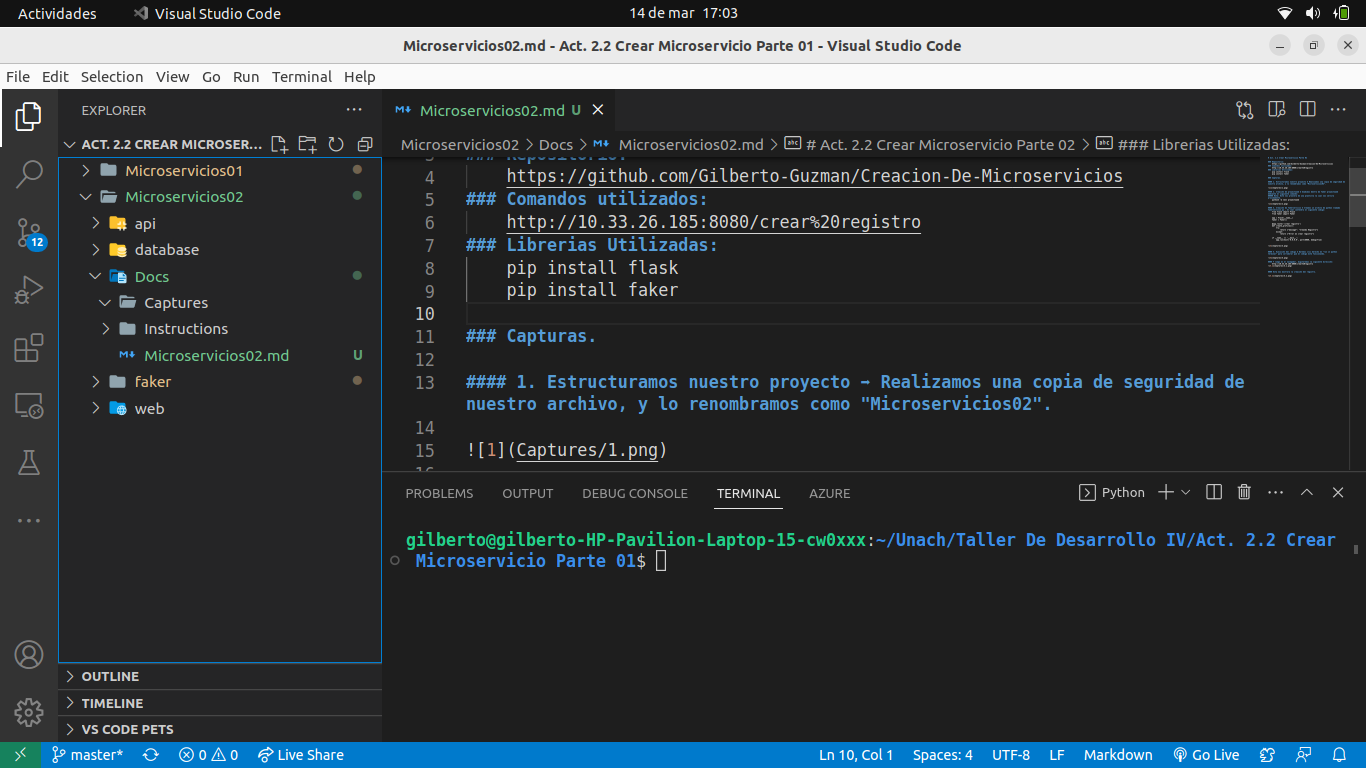 Actividades
Visual Studio Code
14 de mar 17:03
Microservicios02.md - Act. 2.2 Crear Microservicio Parte 01 - Visual Studio Code
File Edit Selection View Go Run Terminal Help
EXPLORER
ACT. 2.2 CREAR MICROSER...
Microservicios01
Microservicios02
api
database
Docs
Captures
Instructions
Microservicios02.md U
faker
web
OUTLINE
TIMELINE
VS CODE PETS
12
Microservicios02.md U
Microservicios02 > Docs > Microservicios02.md > # Act. 2.2 Crear Microservicio Parte 02 > ### Librerias Utilizadas:
3 ### Repositorio:
4 https://github.com/Gilberto-Guzman/Creacion-De-Microservicios
5 ### Comandos utilizados:
6 http://10.33.26.185:8080/crear%20registro
7 ### Librerias Utilizadas:
8 pip install flask
9 pip install faker
10
11 ### Capturas.
12
13 #### 1. Estructuramos nuestro proyecto ➡ Realizamos una copia de seguridad de
nuestro archivo, y lo renombramos como "Microservicios02".
14
15 ![1](Captures/1.png)
16
PROBLEMS OUTPUT DEBUG CONSOLE TERMINAL AZURE
Python
gilberto@gilberto-HP-Pavilion-Laptop-15-cw0xxx:~/Unach/Taller De Desarrollo IV/Act. 2.2 Crear
Microservicio Parte 01$
master* 0 0 Live Share
Ln 10, Col 1 Spaces: 4 UTF-8 LF Markdown Go Live